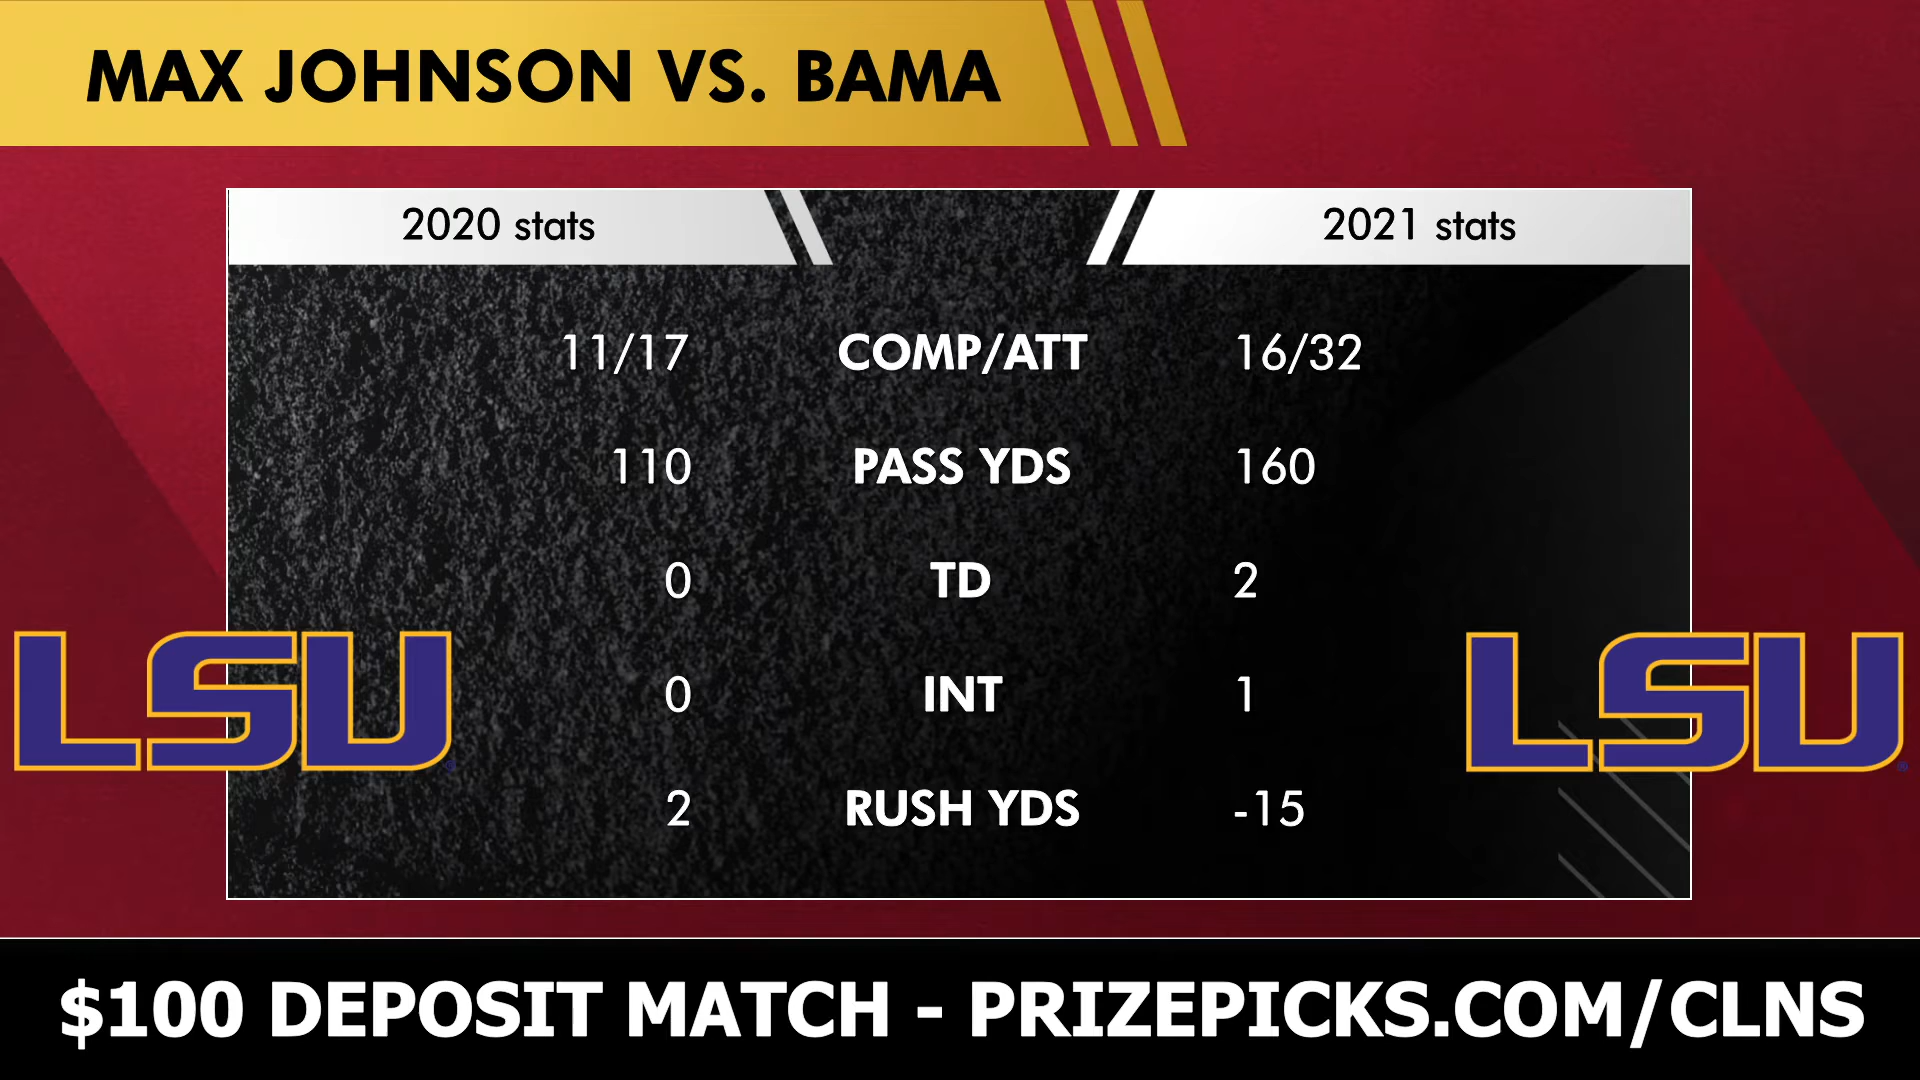 MAX JOHNSON VS. BAMA
2020 stats 2021 stats
11/17 COMP/ATT 16/32
110 PASS YDS 160
0 TD 2
LSU LSU
0 INT 1
2 RUSH YDS -15
$100 DEPOSIT MATCH - PRIZEPICKS.COM/CLNS